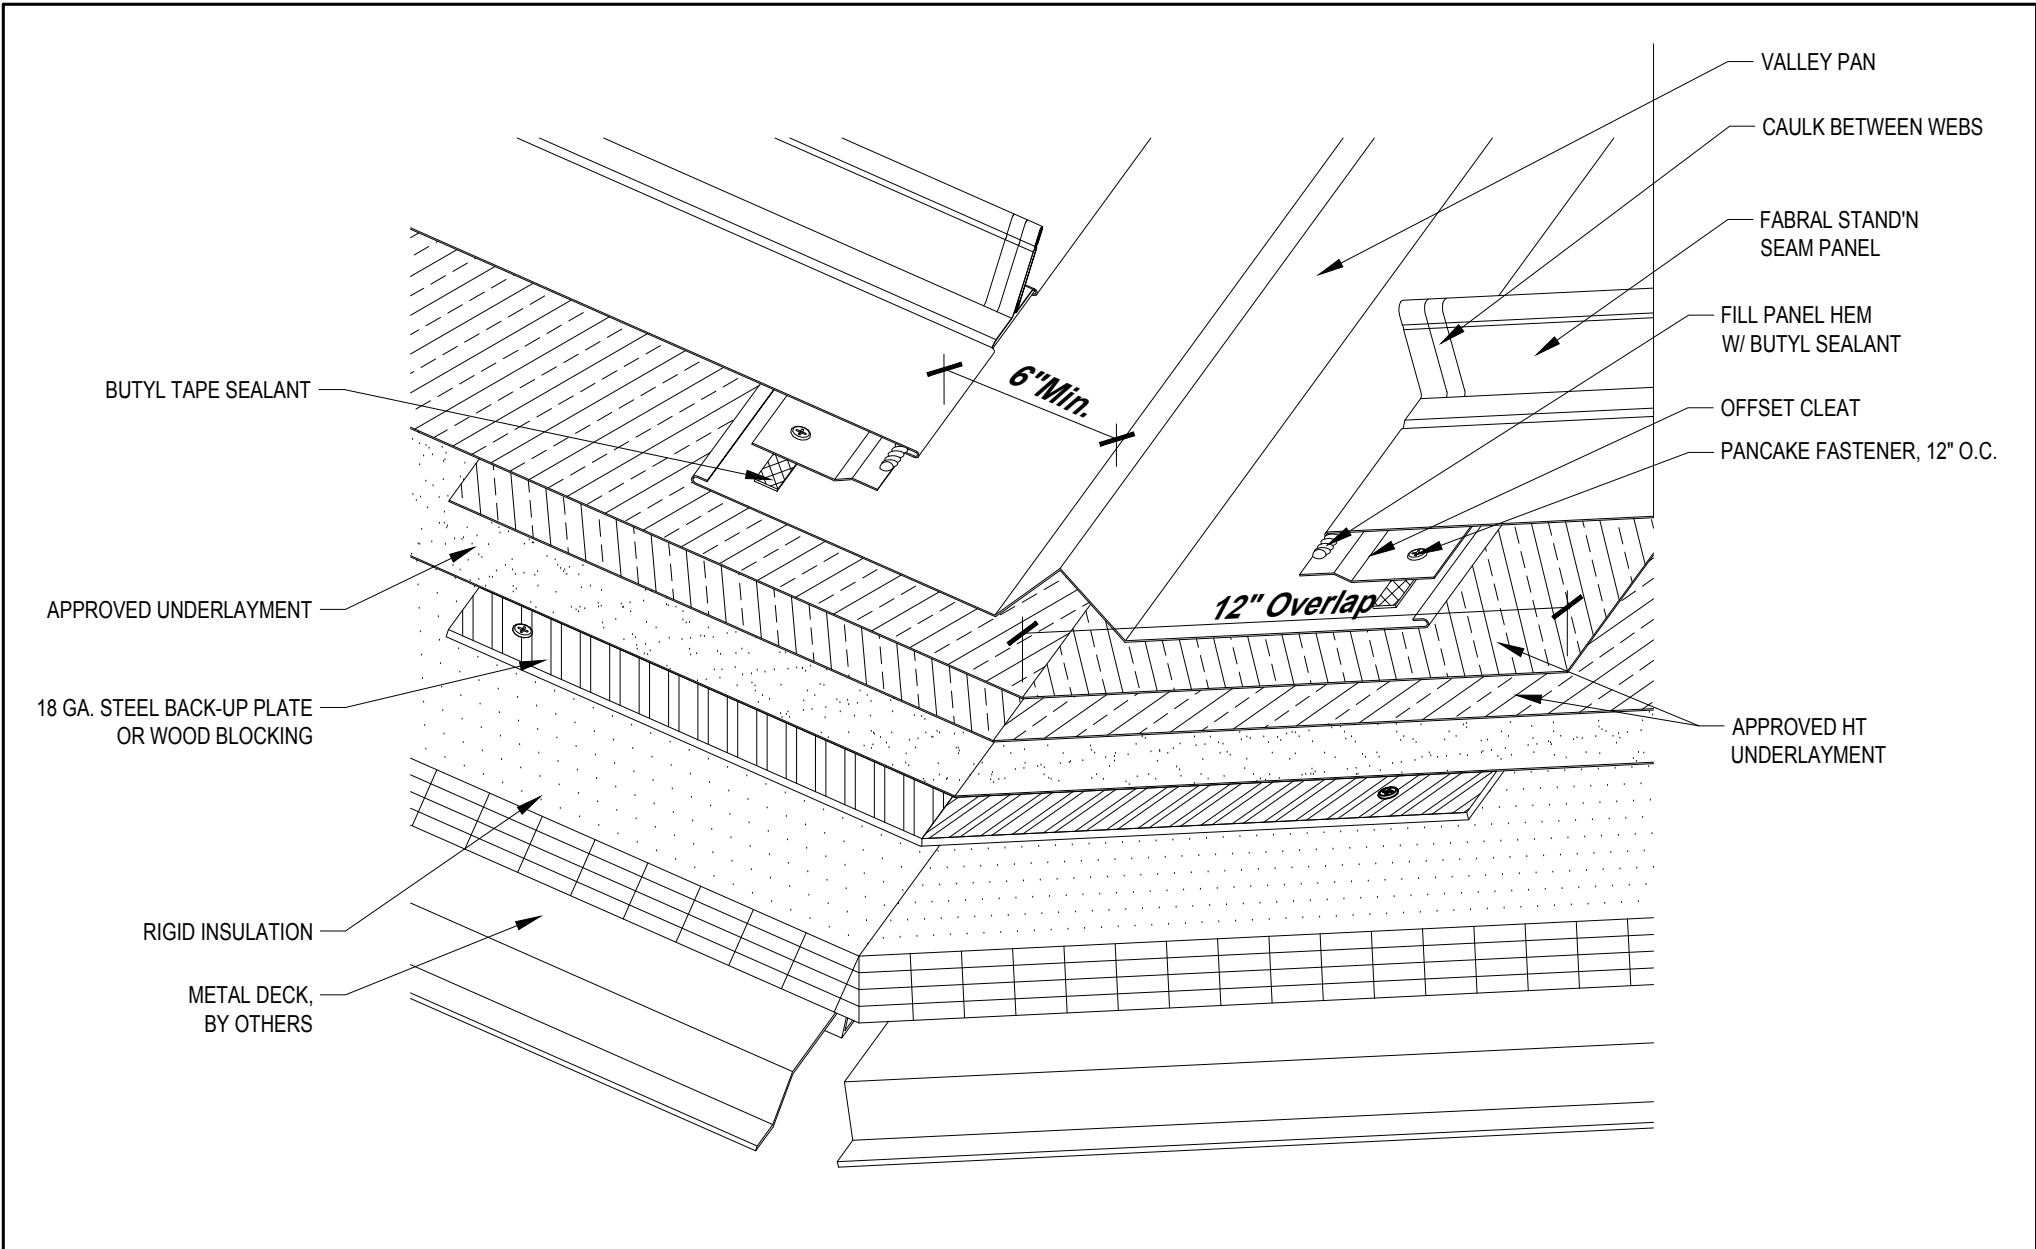 VALLEY PAN
CAULK BETWEEN WEBS
FABRAL STAND'N
SEAM PANEL
FILL PANEL HEM
W/ BUTYL SEALANT
6"Min.
BUTYL TAPE SEALANT
OFFSET CLEAT
PANCAKE FASTENER, 12" O.C.
12" Overlap
APPROVED UNDERLAYMENT
18 GA. STEEL BACK-UP PLATE
OR WOOD BLOCKING
APPROVED HT
UNDERLAYMENT
RIGID INSULATION
METAL DECK,
BY OTHERS